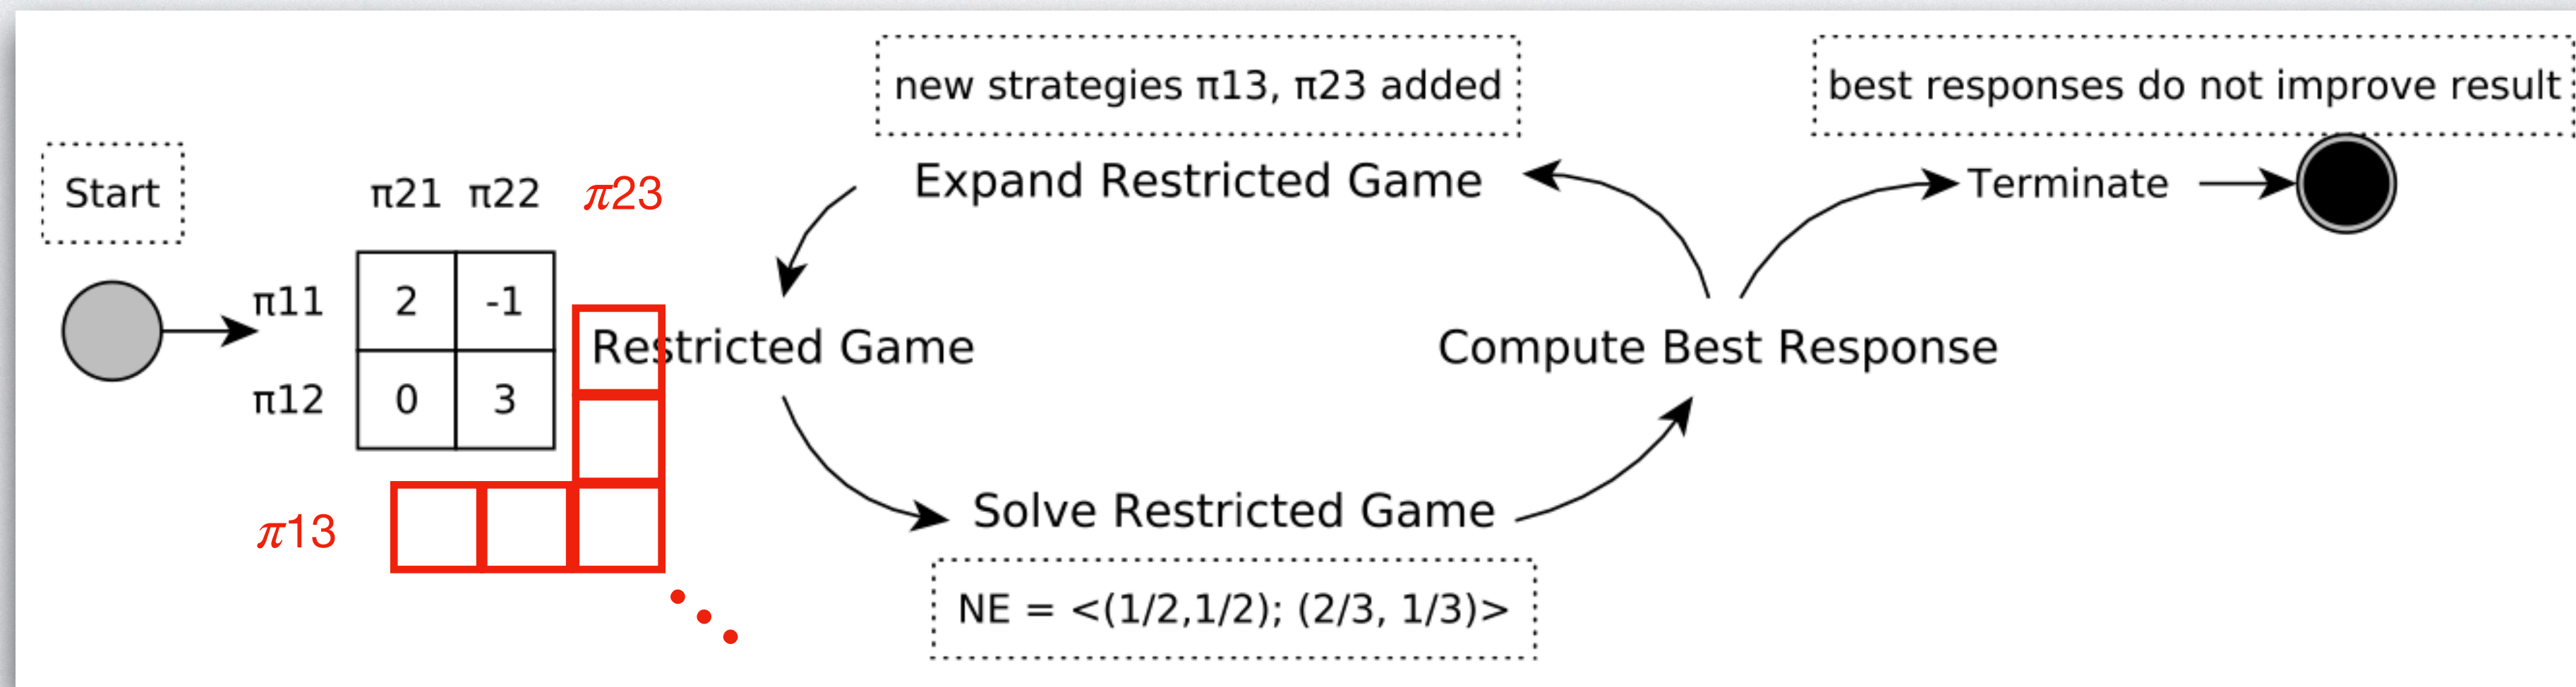 new strategies π13, π23 added
best responses do not improve result
Start
π21 π22 π23
Expand Restricted Game
Terminate
π11 2 -1
Restricted Game
Compute Best Response
π12 0 3
π13
Solve Restricted Game
NE = <(1/2,1/2); (2/3, 1/3)>